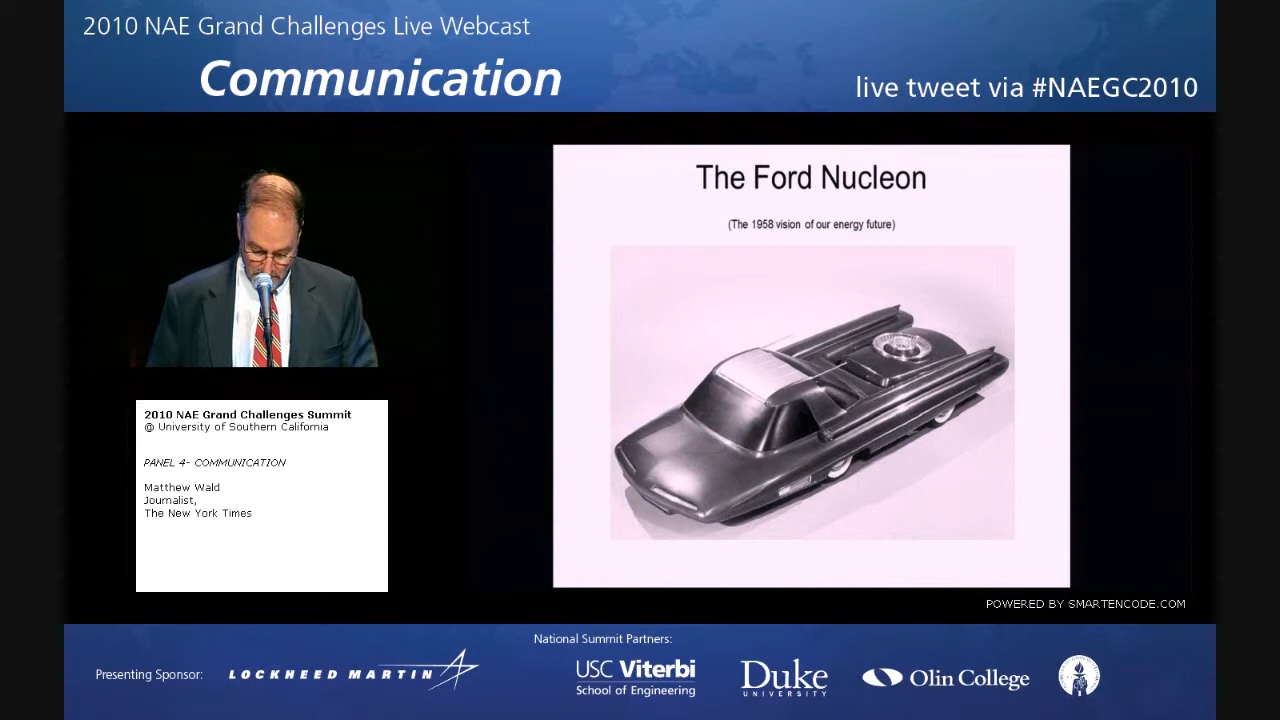 2010 NAE Grand Challenges Live Webcast
Communication
live tweet via #NAEGC2010
The Ford Nucleon
(The 1958 vision of our energy future)
2010 NAE Grand Challenges Summit
@ University of Southern California
PANEL 4- COMMUNICATION
Matthew Wald
Journalist,
The New York Times
POWERED BY SMARTENCODE.COM
National Summit Partners:
Presenting Sponsor:
LOCKHEED MARTIN
USC Viterbi
School of Engineering
Duke
UNIVERSITY
Olin College